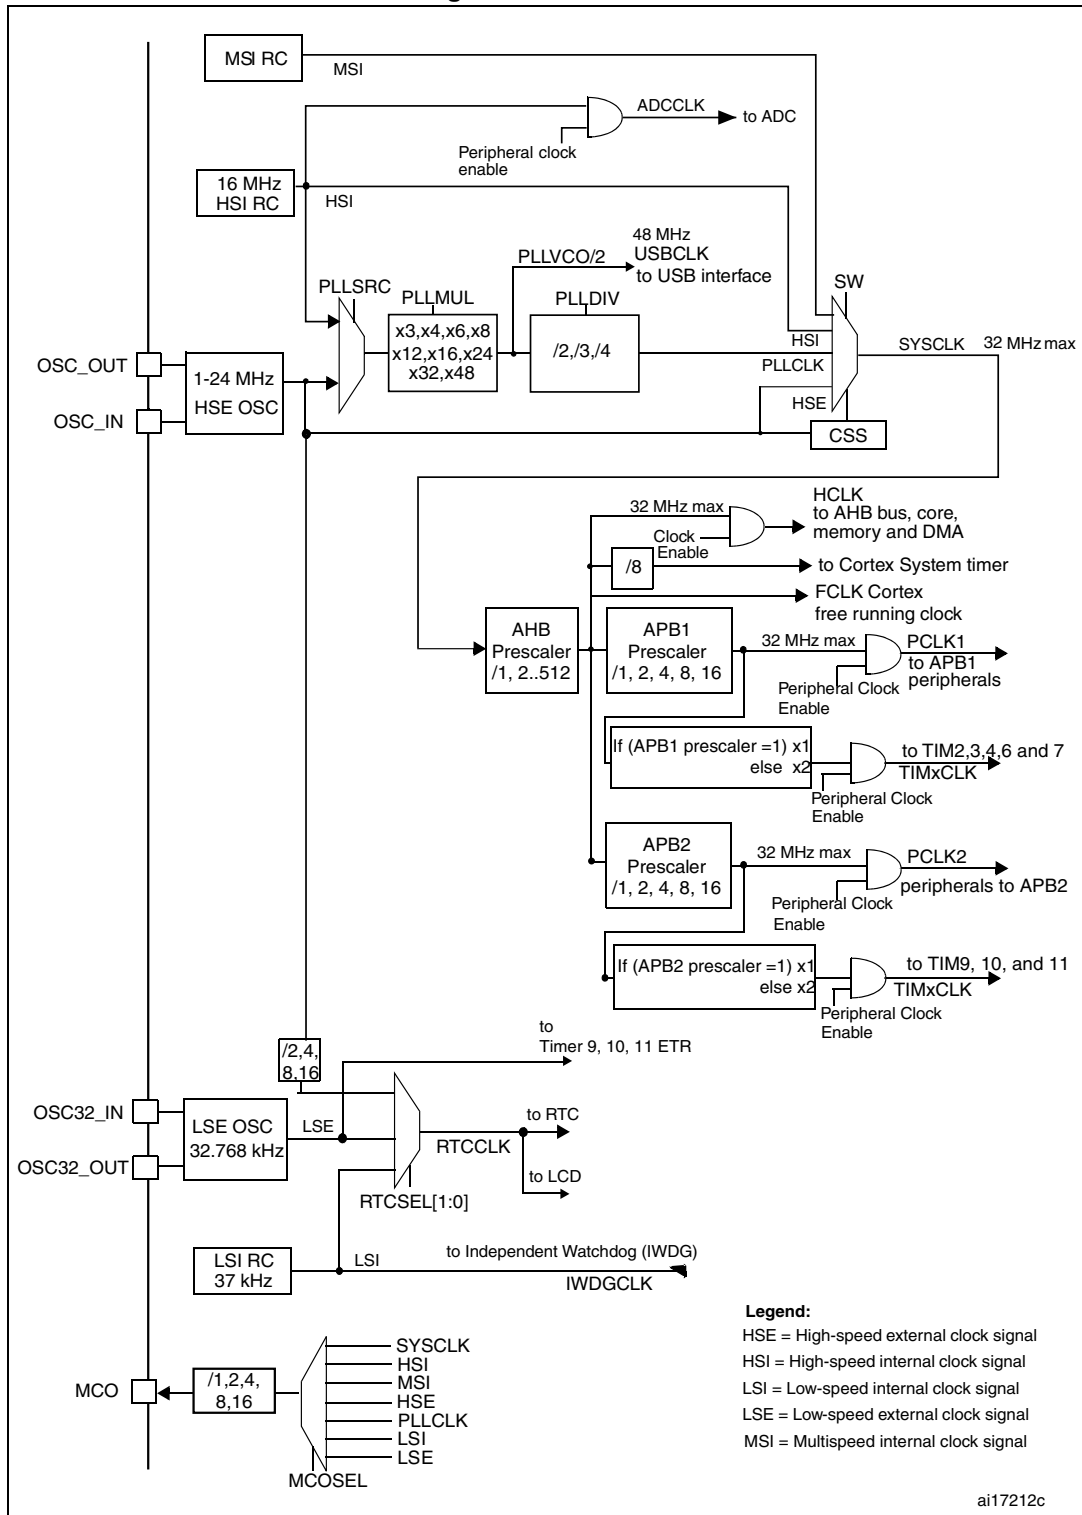 MSI RC
MSI
ADCCLK
to ADC
Peripheral clock
enable
16 MHz
HSI RC
HSI
48 MHz
USBCLK
to USB interface
PLLVCO/2
PLLSRC
PLLMUL
PLLDIV
SW
x3,x4,x6,x8
x12,x16,x24
x32,x48
/2,/3,/4
HSI
PLLCLK
HSE
SYSCLK
32 MHz max
OSC_OUT
OSC_IN
1-24 MHz
HSE OSC
CSS
32 MHz max
Clock
Enable
HCLK
to AHB bus, core,
memory and DMA
/8
to Cortex System timer
FCLK Cortex
free running clock
AHB
Prescaler
/1, 2..512
APB1
Prescaler
/1, 2, 4, 8, 16
32 MHz max
PCLK1
to APB1
peripherals
Peripheral Clock
Enable
If (APB1 prescaler =1) x1
else x2
to TIM2,3,4,6 and 7
TIMxCLK
Peripheral Clock
Enable
APB2
Prescaler
/1, 2, 4, 8, 16
32 MHz max
PCLK2
peripherals to APB2
Peripheral Clock
Enable
If (APB2 prescaler =1) x1
else x2
to TIM9, 10, and 11
TIMxCLK
Peripheral Clock
Enable
/2,4,
8,16
to
Timer 9, 10, 11 ETR
OSC32_IN
OSC32_OUT
LSE OSC
32.768 kHz
LSE
RTCSEL[1:0]
RTCCLK
to RTC
to LCD
LSI RC
37 kHz
LSI
to Independent Watchdog (IWDG)
IWDGCLK
MCO
/1,2,4,
8,16
SYSCLK
HSI
MSI
HSE
PLLCLK
LSI
LSE
MCOSEL
Legend:
HSE = High-speed external clock signal
HSI = High-speed internal clock signal
LSI = Low-speed internal clock signal
LSE = Low-speed external clock signal
MSI = Multispeed internal clock signal
ai17212c